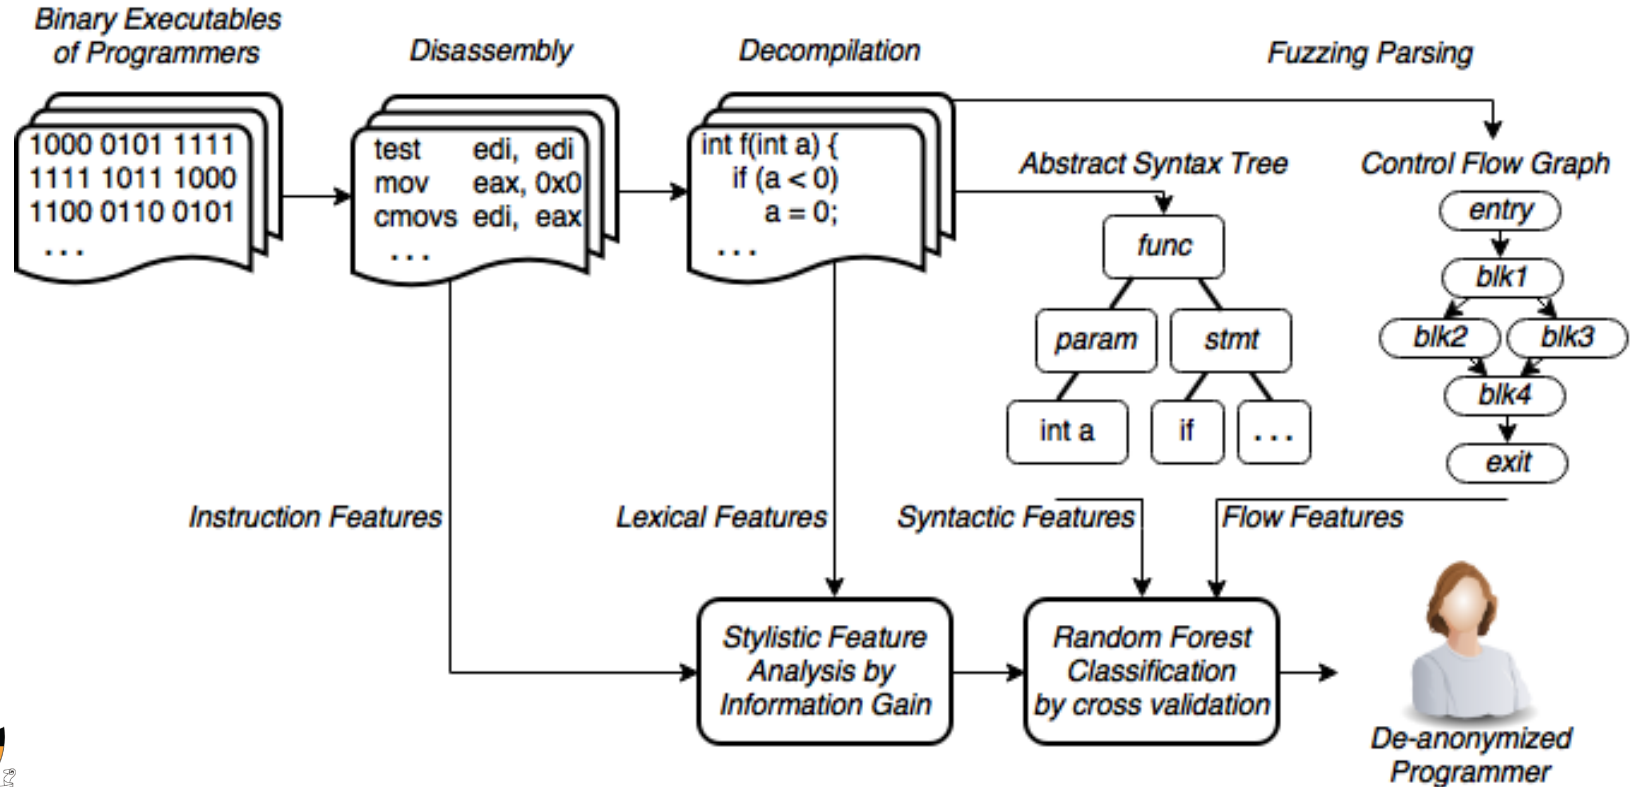 Binary Executables
of Programmers
Disassembly
Decompilation
Fuzzing Parsing
1000 0101 1111
1111 1011 1000
1100 0110 0101
...
test edi, edi
mov eax, 0x0
cmovs edi, eax
...
int f(int a) {
if (a < 0)
a = 0;
...
Abstract Syntax Tree
func
param stmt
int a if ...
Control Flow Graph
entry
blk1
blk2 blk3
blk4
exit
Instruction Features
Lexical Features
Syntactic Features
Flow Features
Stylistic Feature
Analysis by
Information Gain
Random Forest
Classification
by cross validation
De-anonymized
Programmer